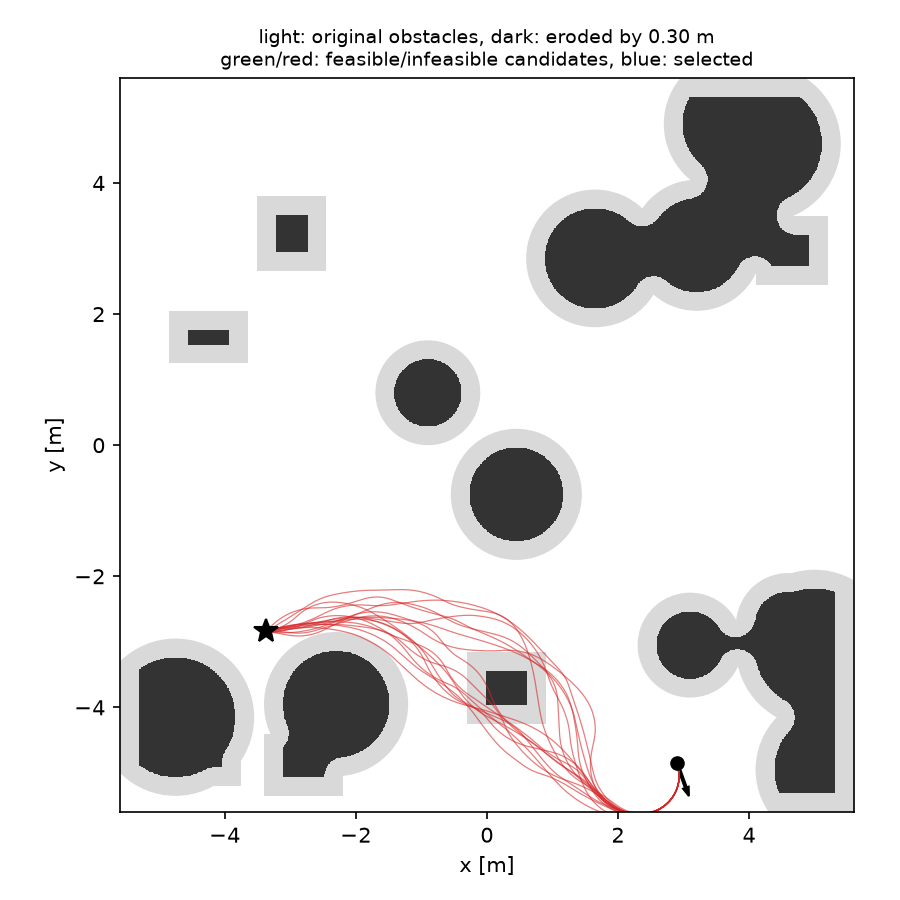 light: original obstacles, dark: eroded by 0.30 m
green/red: feasible/infeasible candidates, blue: selected
4
2
0
−2
−4
y [m]
−4 −2 0 2 4
x [m]